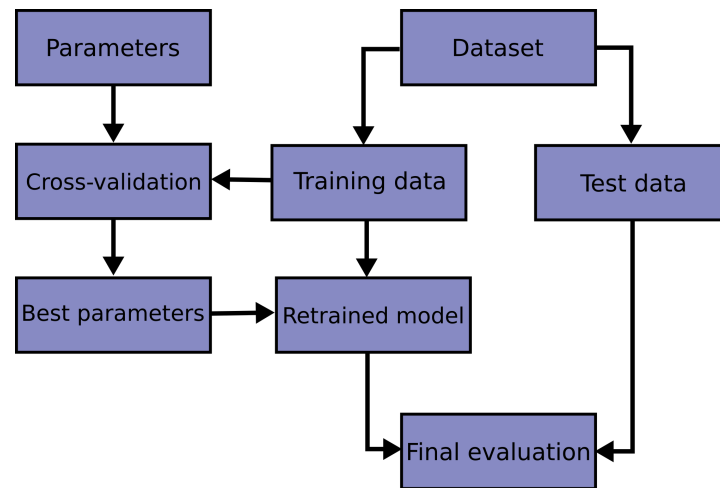 Parameters
Dataset
Cross-validation
Training data
Test data
Best parameters
Retrained model
Final evaluation